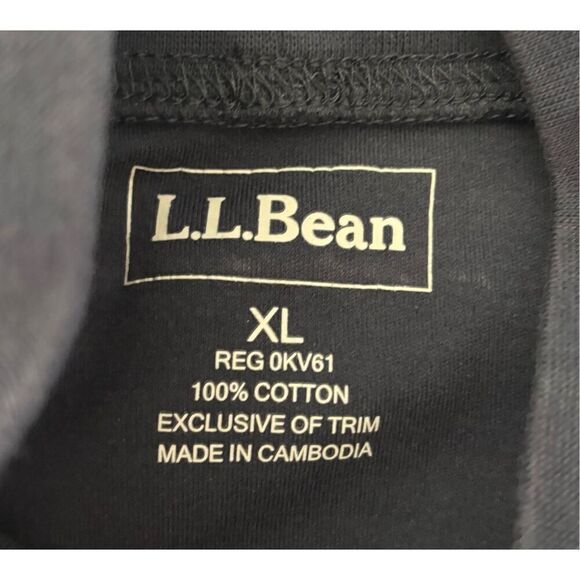 L.L.Bean
XL
REG 0KV61
100% COTTON
EXCLUSIVE OF TRIM
MADE IN CAMBODIA